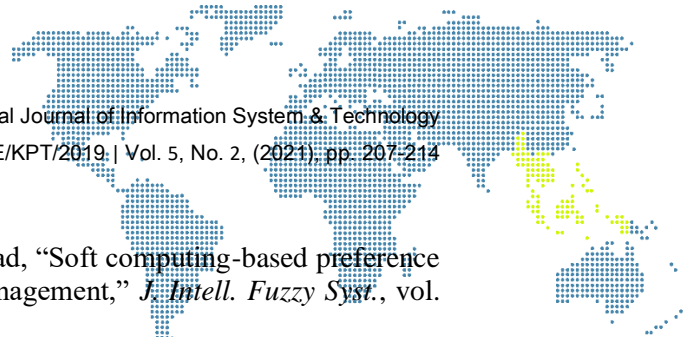 al Journal of Information System & Technology
E/KPT/2019 | Vol. 5, No. 2, (2021), pp. 207-214
ad, “Soft computing-based preference
nagement,” J. Intell. Fuzzy Syst., vol.